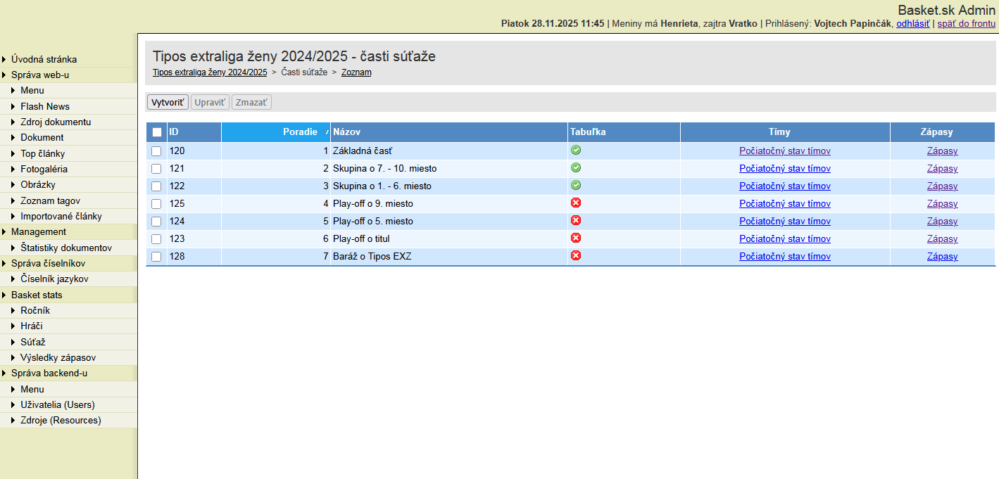 Basket.sk Admin
Piatok 28.11.2025 11:45 | Meniny má Henrieta, zajtra Vratko | Prihlásený: Vojtech Papinčák, odhlásiť | späť do frontu
Úvodná stránka
Správa web-u
Menu
Flash News
Zdroj dokumentu
Dokument
Top články
Fotogaléria
Obrázky
Zoznam tagov
Importované články
Management
Štatistiky dokumentov
Správa číselníkov
Číselník jazykov
Basket stats
Ročník
Hráči
Súťaž
Výsledky zápasov
Správa backend-u
Menu
Uživatelia (Users)
Zdroje (Resources)
Tipos extraliga ženy 2024/2025 - časti súťaže
Tipos extraliga ženy 2024/2025 > Časti súťaže > Zoznam
Vytvoriť Upraviť Zmazať
ID Poradie Názov Tabuľka Tímy Zápasy
120 1 Základná časť Počiatočný stav tímov Zápasy
121 2 Skupina o 7. - 10. miesto Počiatočný stav tímov Zápasy
122 3 Skupina o 1. - 6. miesto Počiatočný stav tímov Zápasy
125 4 Play-off o 9. miesto Počiatočný stav tímov Zápasy
124 5 Play-off o 5. miesto Počiatočný stav tímov Zápasy
123 6 Play-off o titul Počiatočný stav tímov Zápasy
128 7 Baráž o Tipos EXZ Počiatočný stav tímov Zápasy